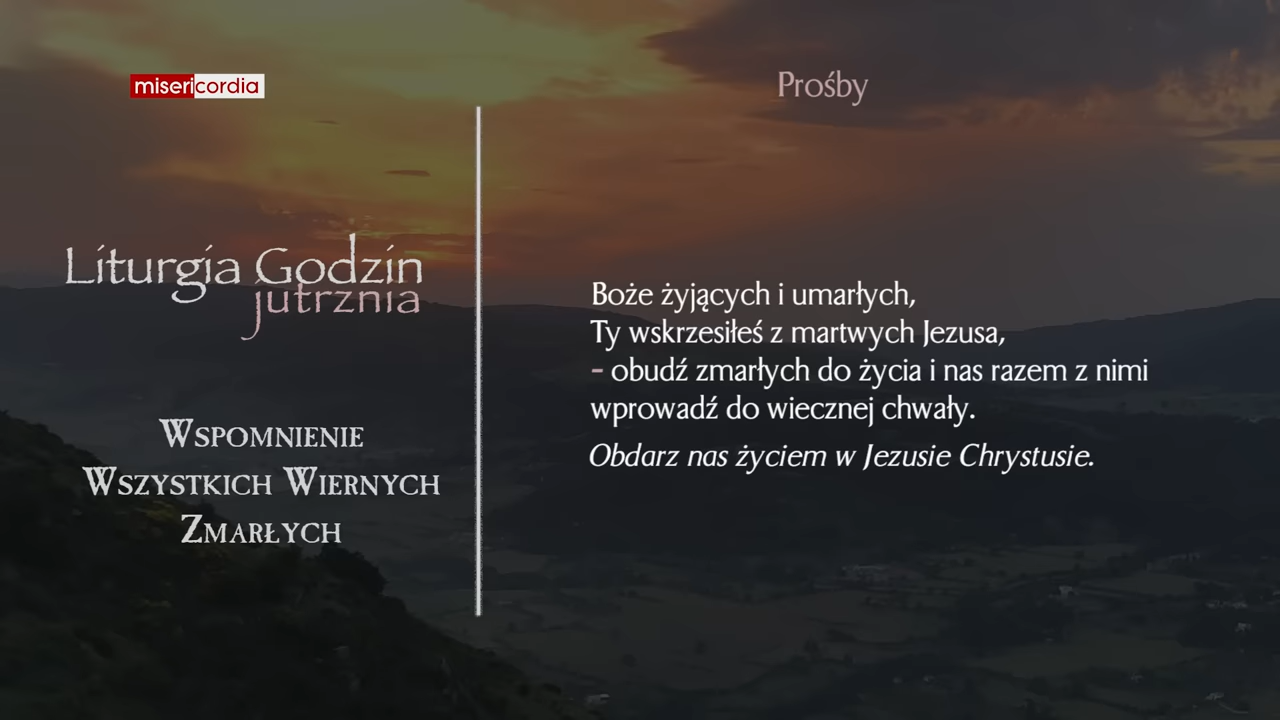 misericordia
Liturgia Godzin
jutrznia
Wspomnienie
Wszystkich Wiernych
Zmarłych
Prośby
Boże żyjących i umarłych,
Ty wskrzesiłeś z martwych Jezusa,
- obudź zmarłych do życia i nas razem z nimi
wprowadź do wiecznej chwały.
Obdarz nas życiem w Jezusie Chrystusie.